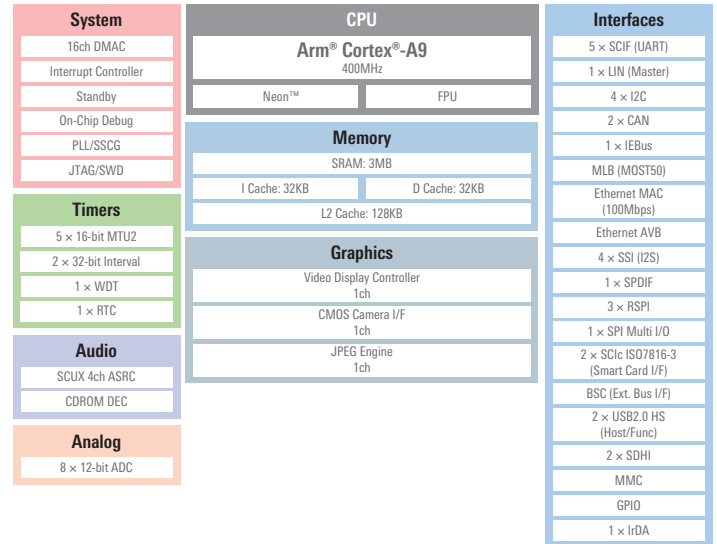 System
16ch DMAC
Interrupt Controller
Standby
On-Chip Debug
PLL/SSCG
JTAG/SWD
Timers
5 × 16-bit MTU2
2 × 32-bit Interval
1 × WDT
1 × RTC
Audio
SCUX 4ch ASRC
CDROM DEC
Analog
8 × 12-bit ADC
CPU
Arm® Cortex®-A9
400MHz
Neon™
FPU
Memory
SRAM: 3MB
I Cache: 32KB
D Cache: 32KB
L2 Cache: 128KB
Graphics
Video Display Controller
1ch
CMOS Camera I/F
1ch
JPEG Engine
1ch
Interfaces
5 × SCIF (UART)
1 × LIN (Master)
4 × I2C
2 × CAN
1 × IEBus
MLB (MOST50)
Ethernet MAC
(100Mbps)
Ethernet AVB
4 × SSI (I2S)
1 × SPDIF
3 × RSPI
1 × SPI Multi I/O
2 × SCIc ISO7816-3
(Smart Card I/F)
BSC (Ext. Bus I/F)
2 × USB2.0 HS
(Host/Func)
2 × SDHI
MMC
GPIO
1 × IrDA